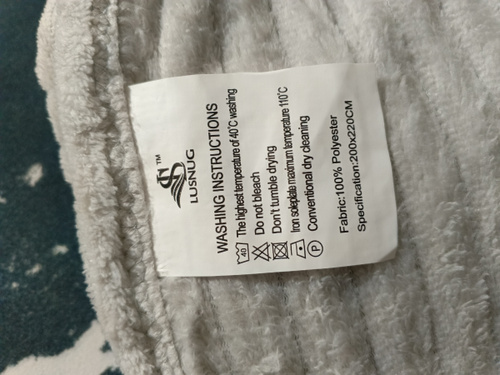 LUSNUG™
WASHING INSTRUCTIONS
40 The highest temperature of 40°C washing
Do not bleach
Don't tumble drying
Iron soleplate maximum temperature 110°C
P Conventional dry cleaning
Fabric:100% Polyester
Specification:200x220CM